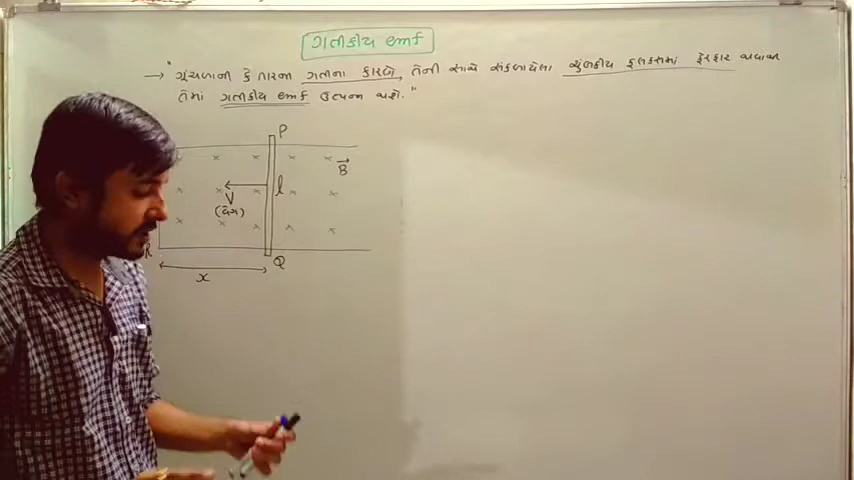 ગતીકીય emf
→ "ગૂંચળાની કે તારના ગતીના કારણે, તેની સાથે સંકળાયેલા ચુંબકીય ફ્લક્સમાં ફેરફાર થવાથી
તેમાં ગતીકીય emf ઉત્પન્ન થશે."
P
B
l
V
(વેગ)
R
Q
x